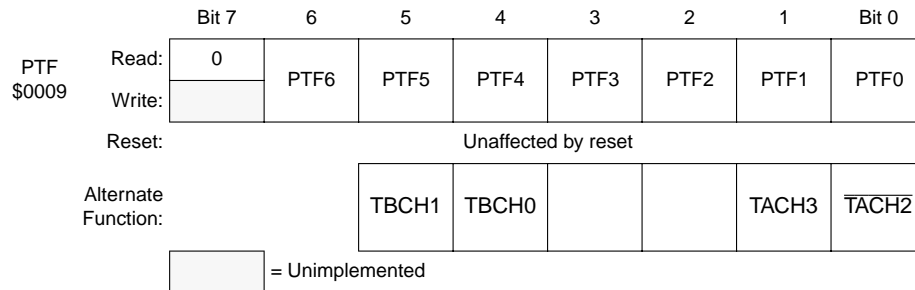 Bit 7 6 5 4 3 2 1 Bit 0
PTF
$0009
Read: 0 PTF6 PTF5 PTF4 PTF3 PTF2 PTF1 PTF0
Write:
Reset: Unaffected by reset
Alternate
Function:
TBCH1 TBCH0 TACH3 T̅A̅C̅H̅2̅
= Unimplemented